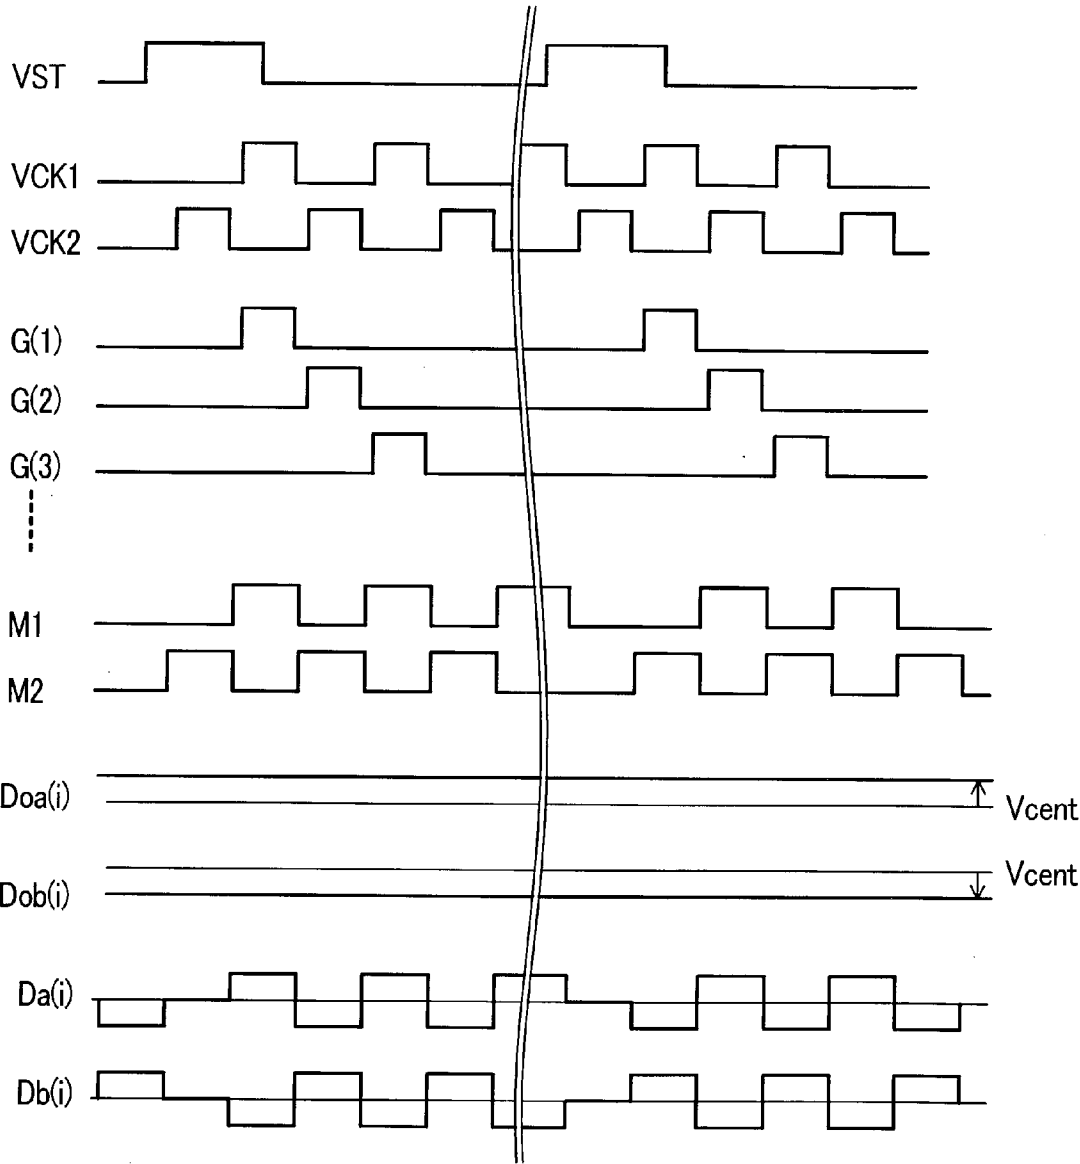 VST
VCK1
VCK2
G(1)
G(2)
G(3)
M1
M2
Doa(i)
Vcent
Dob(i)
Vcent
Da(i)
Db(i)